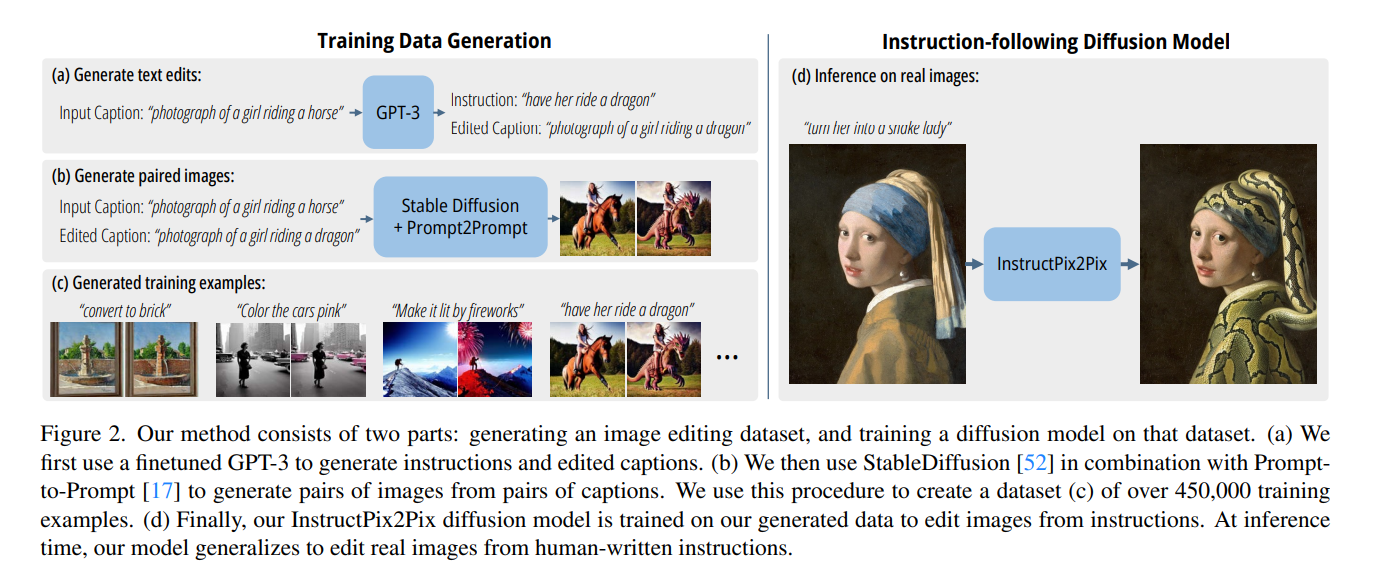 Training Data Generation
(a) Generate text edits:
Input Caption: “photograph of a girl riding a horse”
GPT-3
Instruction: “have her ride a dragon”
Edited Caption: “photograph of a girl riding a dragon”
(b) Generate paired images:
Input Caption: “photograph of a girl riding a horse”
Edited Caption: “photograph of a girl riding a dragon”
Stable Diffusion
+ Prompt2Prompt
(c) Generated training examples:
“convert to brick”
“Color the cars pink”
“Make it lit by fireworks”
“have her ride a dragon”
...
Instruction-following Diffusion Model
(d) Inference on real images:
“turn her into a snake lady”
InstructPix2Pix
Figure 2. Our method consists of two parts: generating an image editing dataset, and training a diffusion model on that dataset. (a) We
first use a finetuned GPT-3 to generate instructions and edited captions. (b) We then use StableDiffusion [52] in combination with Prompt-
to-Prompt [17] to generate pairs of images from pairs of captions. We use this procedure to create a dataset (c) of over 450,000 training
examples. (d) Finally, our InstructPix2Pix diffusion model is trained on our generated data to edit images from instructions. At inference
time, our model generalizes to edit real images from human-written instructions.